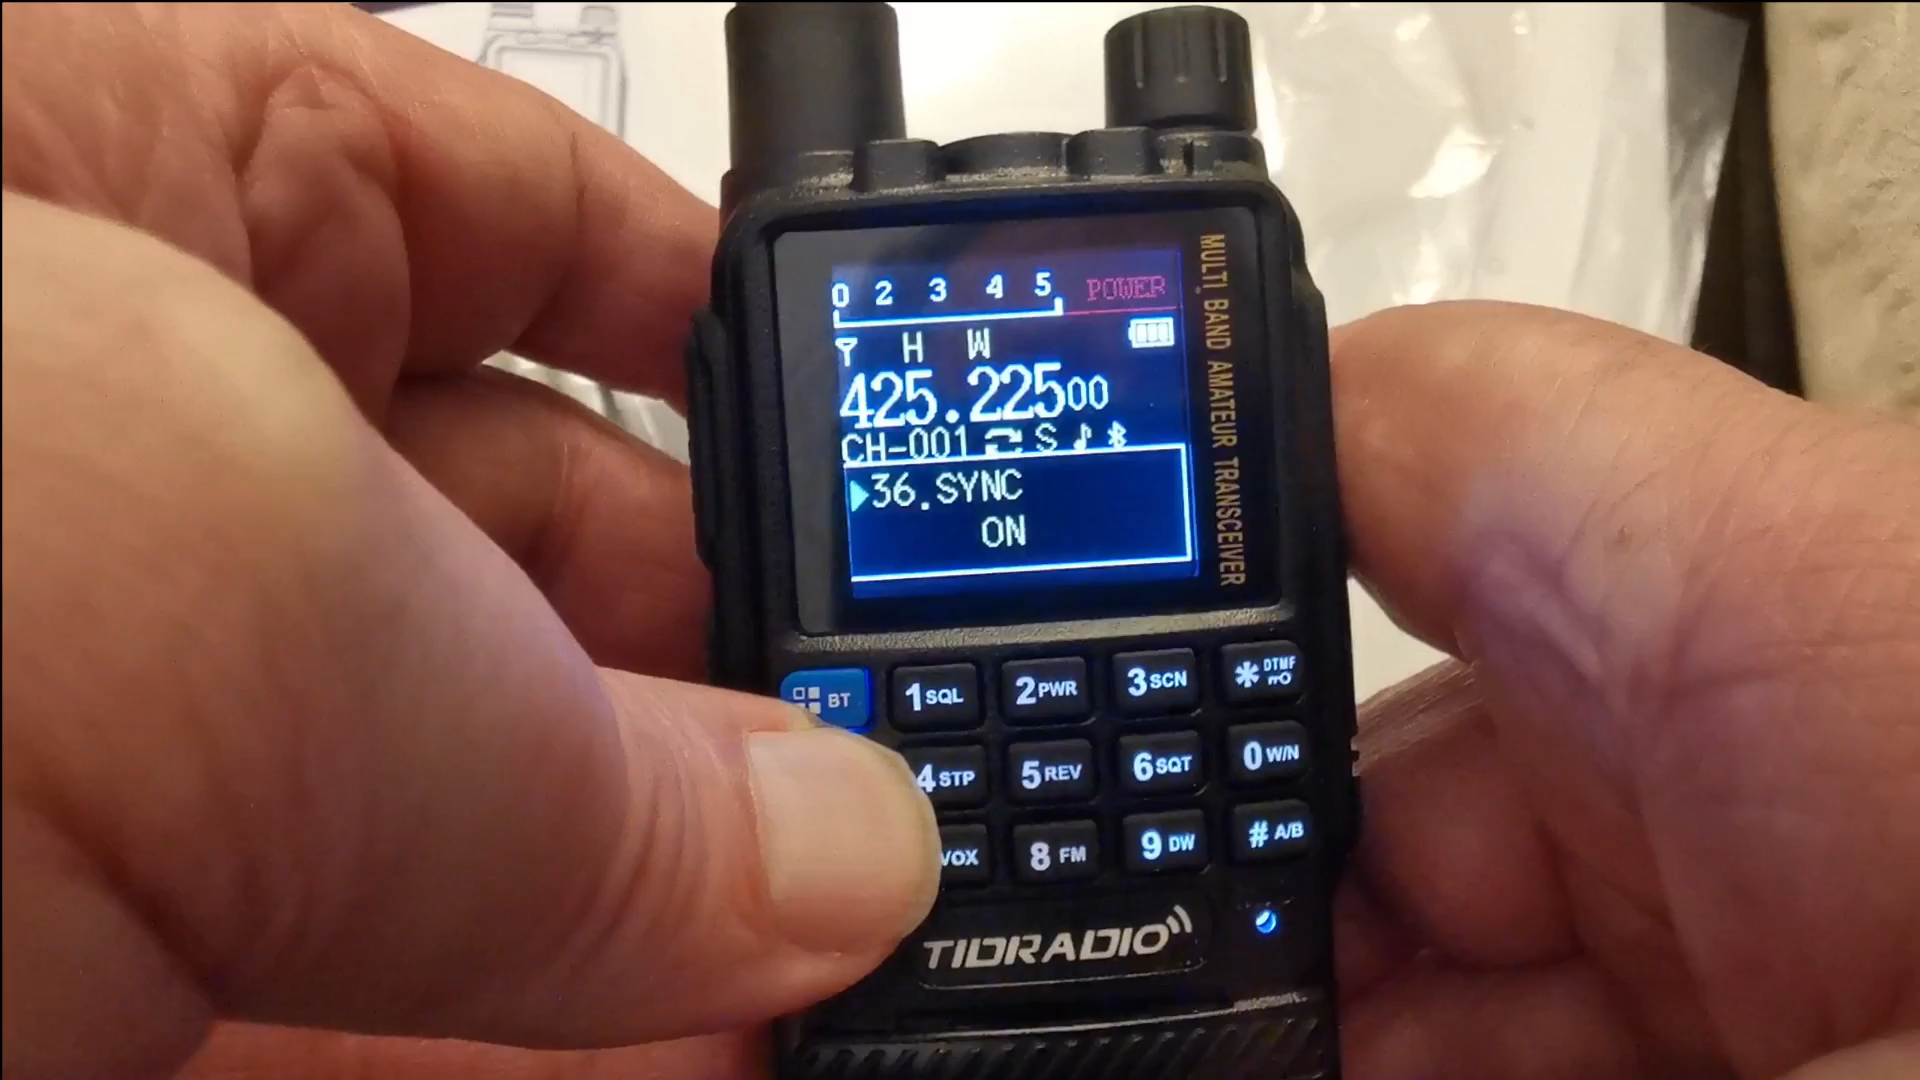 0 2 3 4 5 POWER
H W
425.22500
CH-001 S
36.SYNC
ON
MULTI BAND AMATEUR TRANSCEIVER
BT 1 SQL 2 PWR 3 SCN * DTMF
4 STP 5 REV 6 SQT 0 W/N
VOX 8 FM 9 DW # A/B
TIDRADIO